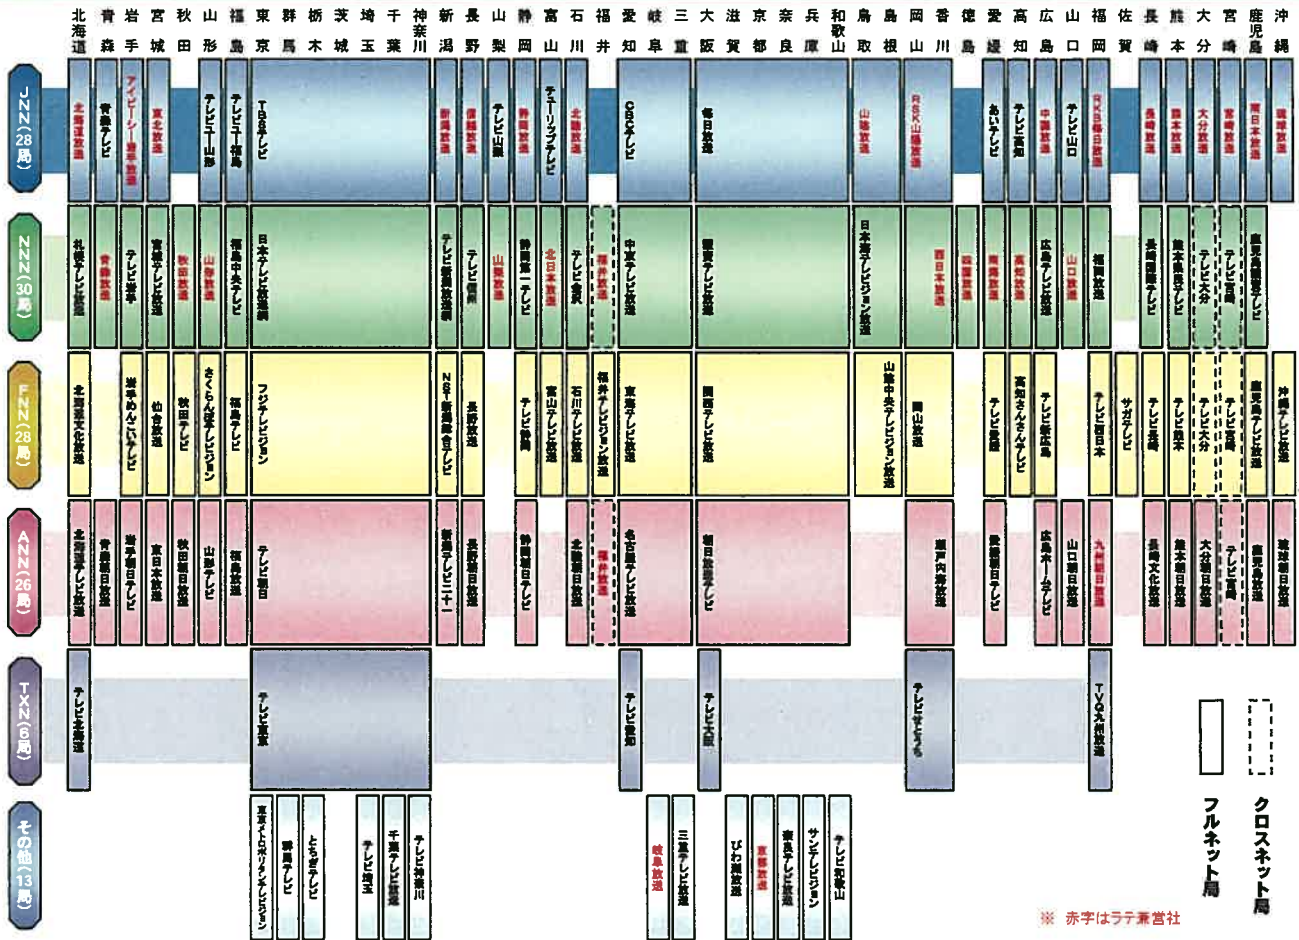 北海道
青森
岩手
宮城
秋田
山形
福島
東京
群馬
栃木
茨城
埼玉
千葉
神奈川
新潟
長野
山梨
静岡
富山
石川
福井
愛知
岐阜
三重
大阪
滋賀
京都
奈良
兵庫
和歌山
鳥取
島根
岡山
香川
徳島
愛媛
高知
広島
山口
福岡
佐賀
長崎
熊本
大分
宮崎
鹿児島
沖縄
JNN(28局)
北海道放送
青森テレビ
アイビーシー岩手放送
東北放送
テレビユー山形
テレビユー福島
TBSテレビ
新潟放送
信越放送
テレビ山梨
静岡放送
チューリップテレビ
北陸放送
CBCテレビ
毎日放送
山陰放送
RSK山陽放送
あいテレビ
テレビ高知
中国放送
テレビ山口
RKB毎日放送
長崎放送
熊本放送
大分放送
宮崎放送
南日本放送
琉球放送
NNN(30局)
札幌テレビ放送
青森放送
テレビ岩手
宮城テレビ放送
秋田放送
山形放送
福島中央テレビ
日本テレビ放送網
テレビ新潟放送網
テレビ信州
山梨放送
静岡第一テレビ
北日本放送
テレビ金沢
福井放送
中京テレビ放送
讀賣テレビ放送
日本海テレビジョン放送
西日本放送
四国放送
南海放送
高知放送
広島テレビ放送
山口放送
福岡放送
長崎国際テレビ
熊本県民テレビ
テレビ大分
テレビ宮崎
鹿児島讀賣テレビ
FNN(28局)
北海道文化放送
岩手めんこいテレビ
仙台放送
秋田テレビ
さくらんぼテレビジョン
福島テレビ
フジテレビジョン
NST新潟総合テレビ
長野放送
テレビ静岡
富山テレビ放送
石川テレビ放送
福井テレビジョン放送
東海テレビ放送
関西テレビ放送
山陰中央テレビジョン放送
岡山放送
テレビ愛媛
高知さんさんテレビ
テレビ新広島
テレビ西日本
サガテレビ
テレビ長崎
テレビ熊本
テレビ大分
テレビ宮崎
鹿児島テレビ放送
沖縄テレビ放送
ANN(26局)
北海道テレビ放送
青森朝日放送
岩手朝日テレビ
東日本放送
秋田朝日放送
山形テレビ
福島放送
テレビ朝日
新潟テレビ二十一
長野朝日放送
静岡朝日テレビ
北陸朝日放送
福井放送
名古屋テレビ放送
朝日放送テレビ
瀬戸内海放送
愛媛朝日テレビ
広島ホームテレビ
山口朝日放送
九州朝日放送
長崎文化放送
熊本朝日放送
大分朝日放送
テレビ宮崎
鹿児島放送
琉球朝日放送
TXN(6局)
テレビ北海道
テレビ東京
テレビ愛知
テレビ大阪
テレビせとうち
TVQ九州放送
その他(13局)
東京メトロポリタンテレビジョン
群馬テレビ
とちぎテレビ
テレビ埼玉
千葉テレビ放送
テレビ神奈川
岐阜放送
三重テレビ放送
びわ湖放送
京都放送
奈良テレビ放送
サンテレビジョン
テレビ和歌山
フルネット局
クロスネット局
※ 赤字はラテ兼営社